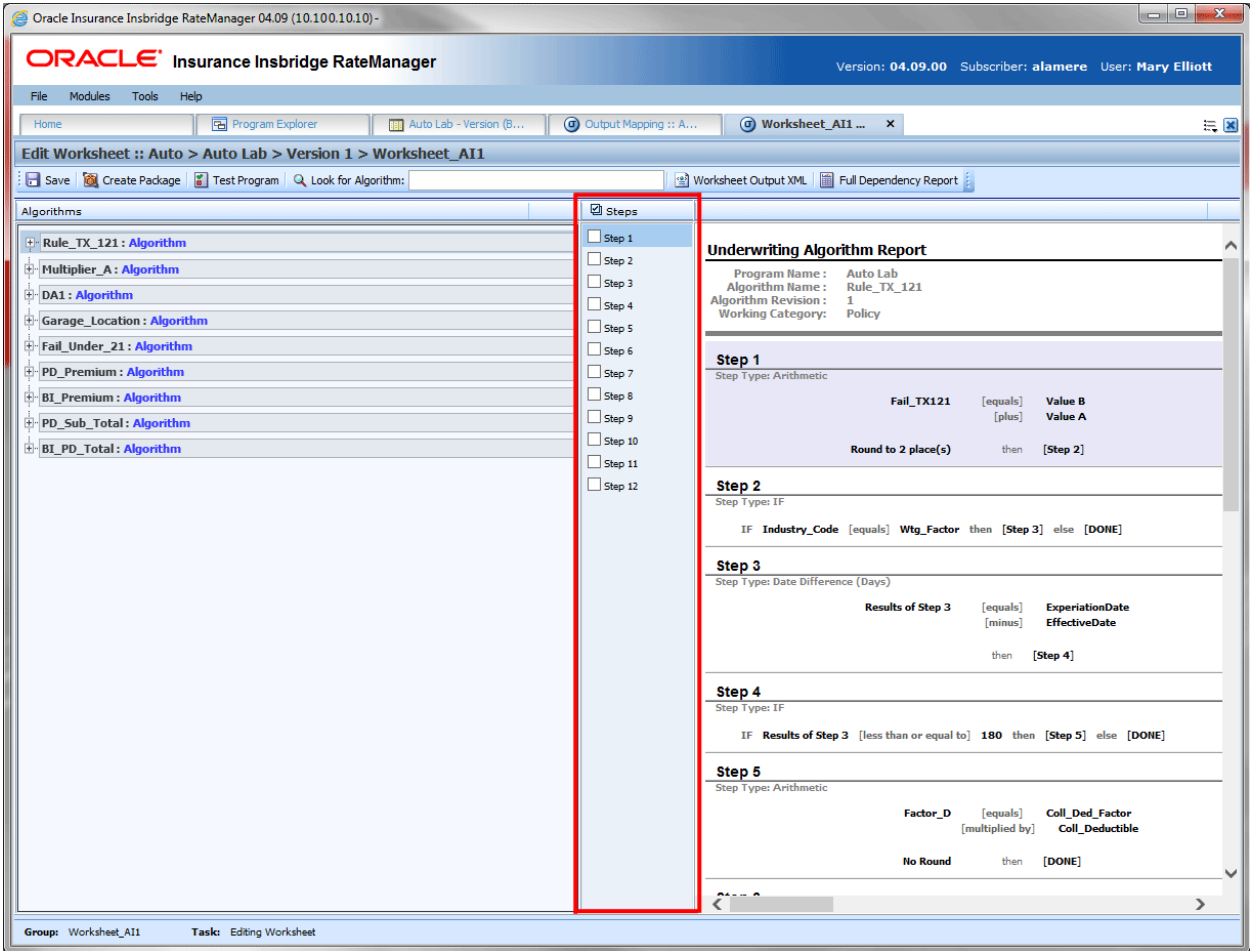 Oracle Insurance Insbridge RateManager 04.09 (10.100.10.10) -
ORACLE Insurance Insbridge RateManager
Version: 04.09.00 Subscriber: alamere User: Mary Elliott
File Modules Tools Help
Home Program Explorer Auto Lab - Version (B... Output Mapping :: A... Worksheet_AI1 ... x
Edit Worksheet :: Auto > Auto Lab > Version 1 > Worksheet_AI1
Save Create Package Test Program Look for Algorithm: Worksheet Output XML Full Dependency Report
Algorithms
Rule_TX_121 : Algorithm
Multiplier_A : Algorithm
DA1 : Algorithm
Garage_Location : Algorithm
Fail_Under_21 : Algorithm
PD_Premium : Algorithm
BI_Premium : Algorithm
PD_Sub_Total : Algorithm
BI_PD_Total : Algorithm
Steps
Step 1
Step 2
Step 3
Step 4
Step 5
Step 6
Step 7
Step 8
Step 9
Step 10
Step 11
Step 12
Underwriting Algorithm Report
Program Name : Auto Lab
Algorithm Name : Rule_TX_121
Algorithm Revision : 1
Working Category: Policy
Step 1
Step Type: Arithmetic
Fail_TX121 [equals] Value B
[plus] Value A
Round to 2 place(s) then [Step 2]
Step 2
Step Type: IF
IF Industry_Code [equals] Wtg_Factor then [Step 3] else [DONE]
Step 3
Step Type: Date Difference (Days)
Results of Step 3 [equals] ExperiationDate
[minus] EffectiveDate
then [Step 4]
Step 4
Step Type: IF
IF Results of Step 3 [less than or equal to] 180 then [Step 5] else [DONE]
Step 5
Step Type: Arithmetic
Factor_D [equals] Coll_Ded_Factor
[multiplied by] Coll_Deductible
No Round then [DONE]
Group: Worksheet_AI1 Task: Editing Worksheet